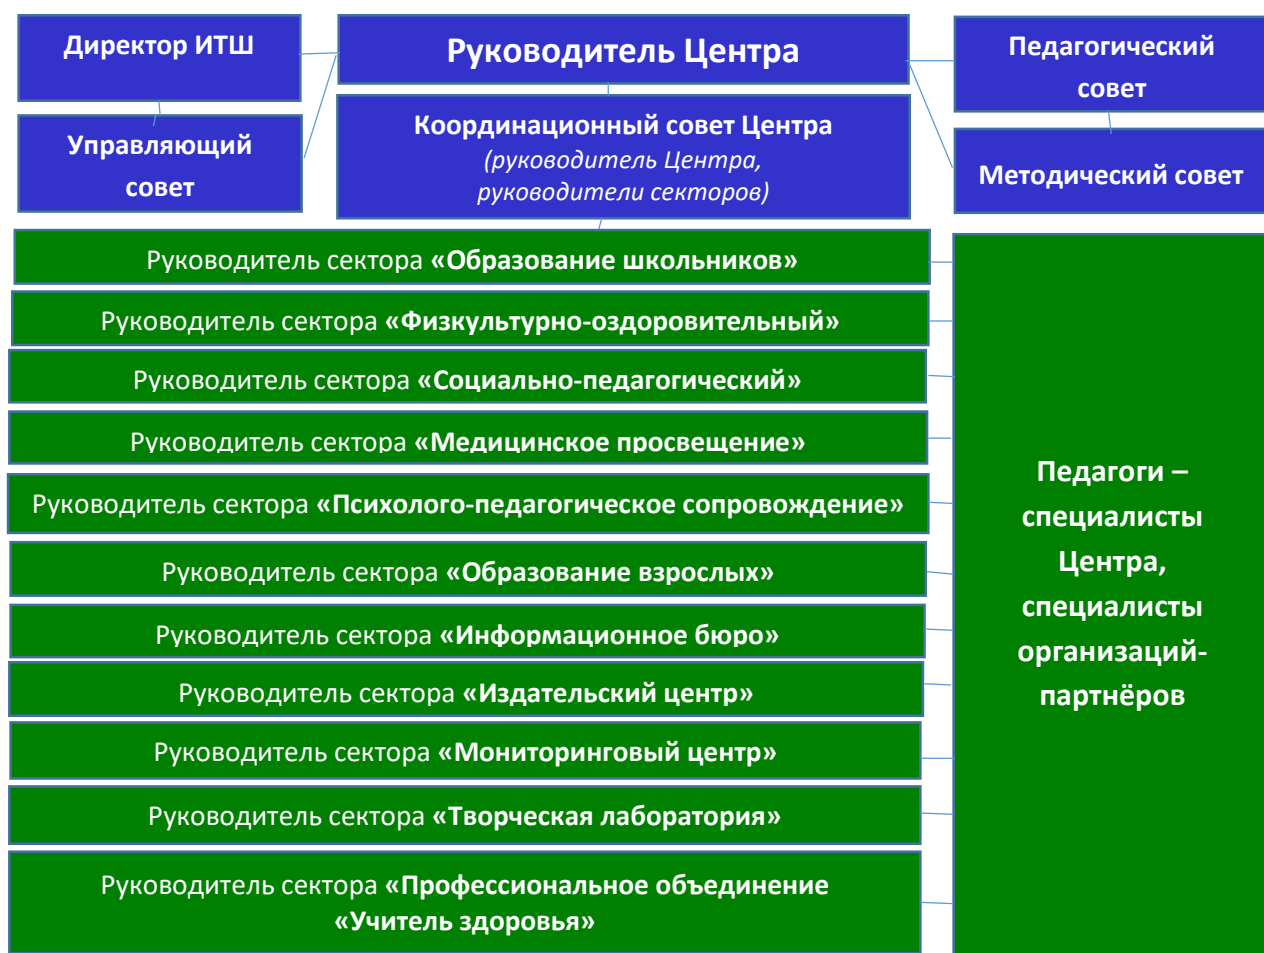 Директор ИТШ
Руководитель Центра
Педагогический
совет
Управляющий
совет
Координационный совет Центра
(руководитель Центра,
руководители секторов)
Методический совет
Руководитель сектора «Образование школьников»
Руководитель сектора «Физкультурно-оздоровительный»
Руководитель сектора «Социально-педагогический»
Руководитель сектора «Медицинское просвещение»
Руководитель сектора «Психолого-педагогическое сопровождение»
Руководитель сектора «Образование взрослых»
Руководитель сектора «Информационное бюро»
Руководитель сектора «Издательский центр»
Руководитель сектора «Мониторинговый центр»
Руководитель сектора «Творческая лаборатория»
Руководитель сектора «Профессиональное объединение
«Учитель здоровья»
Педагоги –
специалисты
Центра,
специалисты
организаций-
партнёров